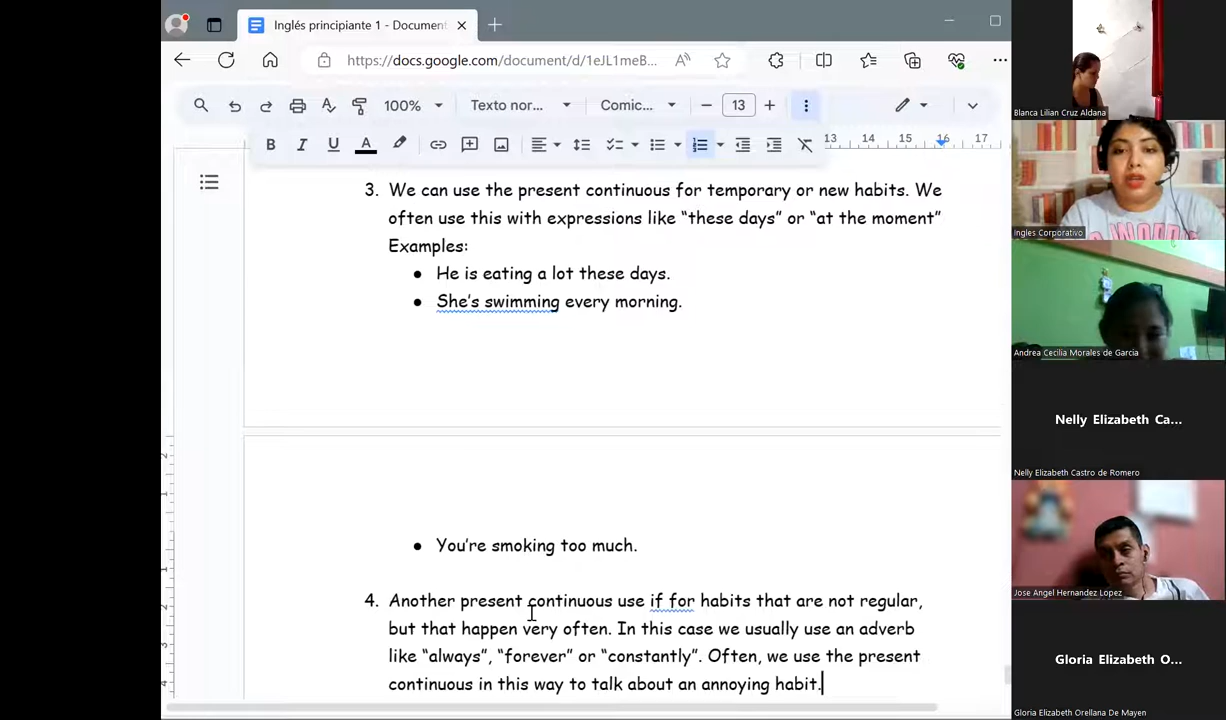 Inglés principiante 1 - Document
https://docs.google.com/document/d/1eJL1meB...
100%
Texto nor...
Comic...
13
13 14 15 16 17
3. We can use the present continuous for temporary or new habits. We
often use this with expressions like “these days” or “at the moment”
Examples:
● He is eating a lot these days.
● She’s swimming every morning.
● You’re smoking too much.
4. Another present continuous use if for habits that are not regular,
but that happen very often. In this case we usually use an adverb
like “always”, “forever” or “constantly”. Often, we use the present
continuous in this way to talk about an annoying habit.
Blanca Lilian Cruz Aldana
Ingles Corporativo
Andrea Cecilia Morales de Garcia
Nelly Elizabeth Ca...
Nelly Elizabeth Castro de Romero
Jose Angel Hernandez Lopez
Gloria Elizabeth O...
Gloria Elizabeth Orellana De Mayen